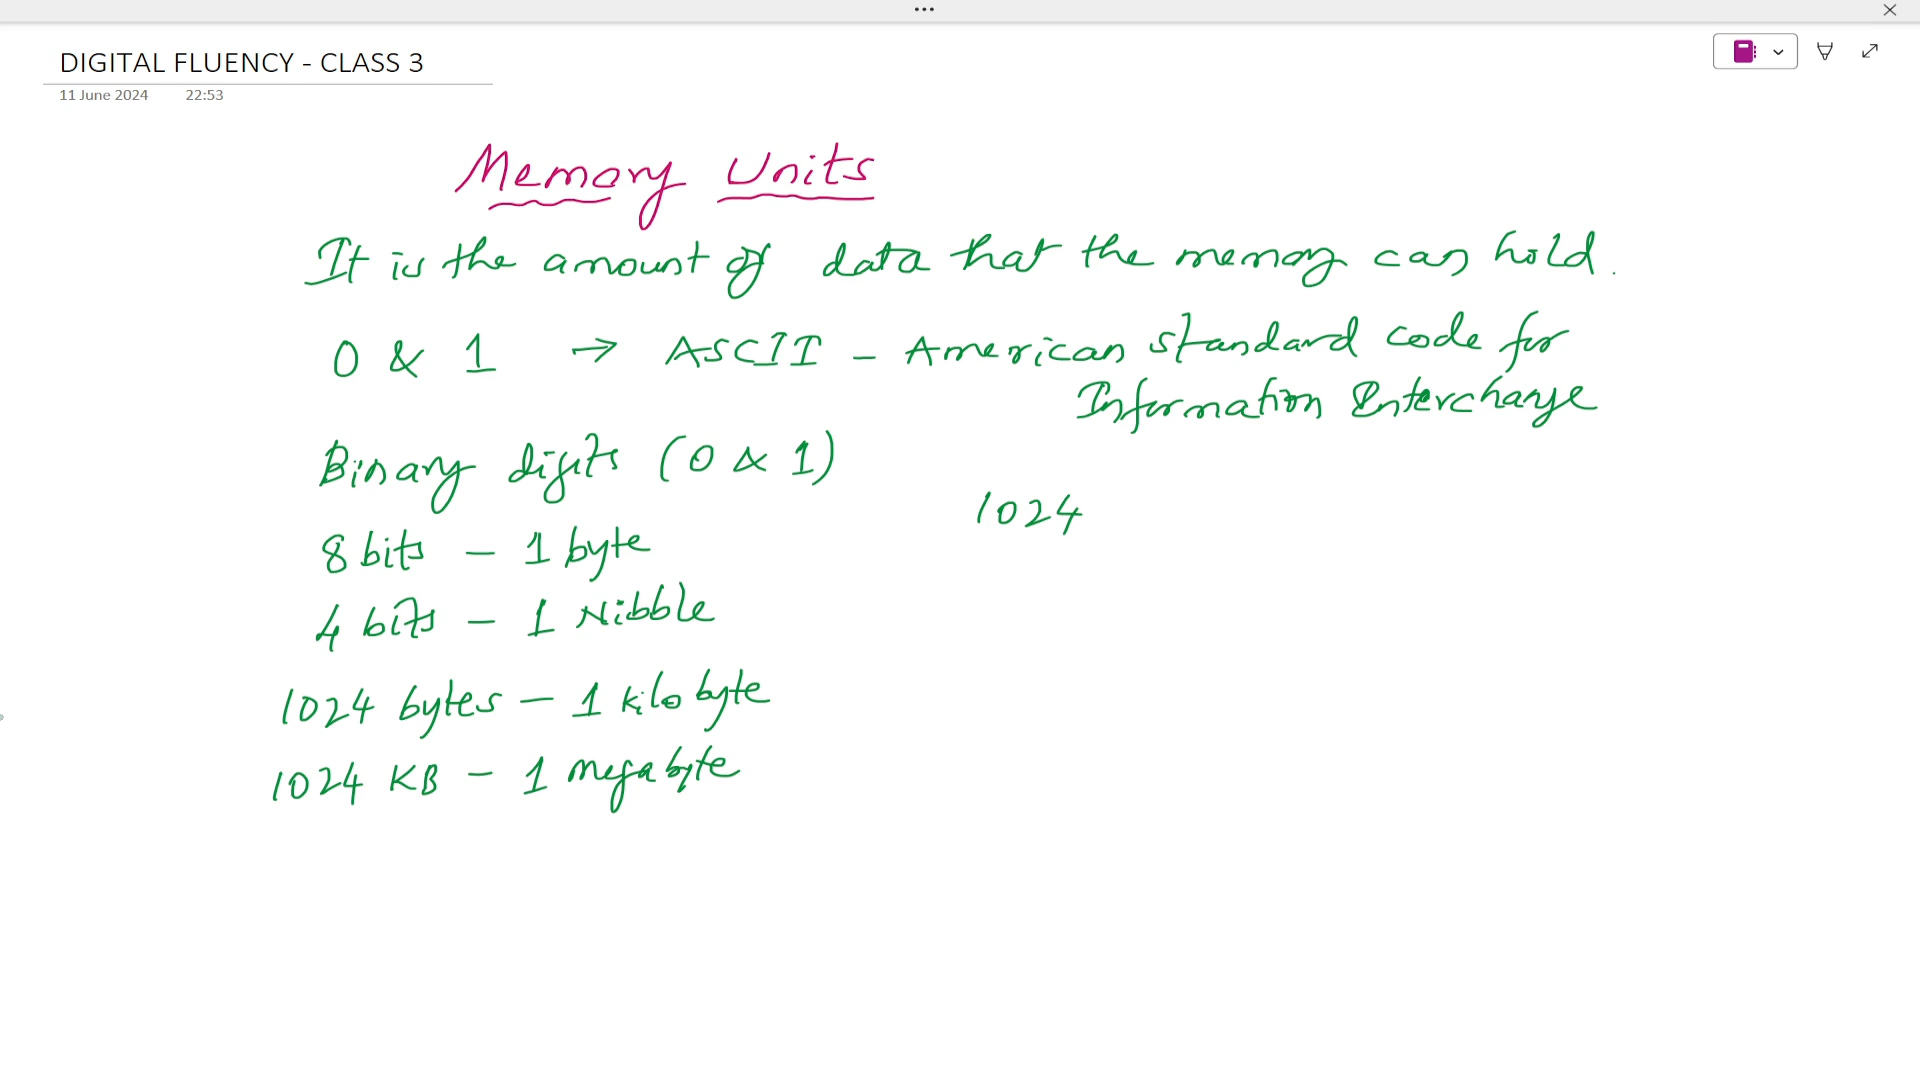 DIGITAL FLUENCY - CLASS 3
11 June 2024 22:53
Memory Units
It is the amount of data that the memory can hold.
0 & 1 → ASCII - American standard code for
Information Interchange
Binary digits (0 & 1)
1024
8 bits - 1 byte
4 bits - 1 Nibble
1024 bytes - 1 kilobyte
1024 KB - 1 megabyte